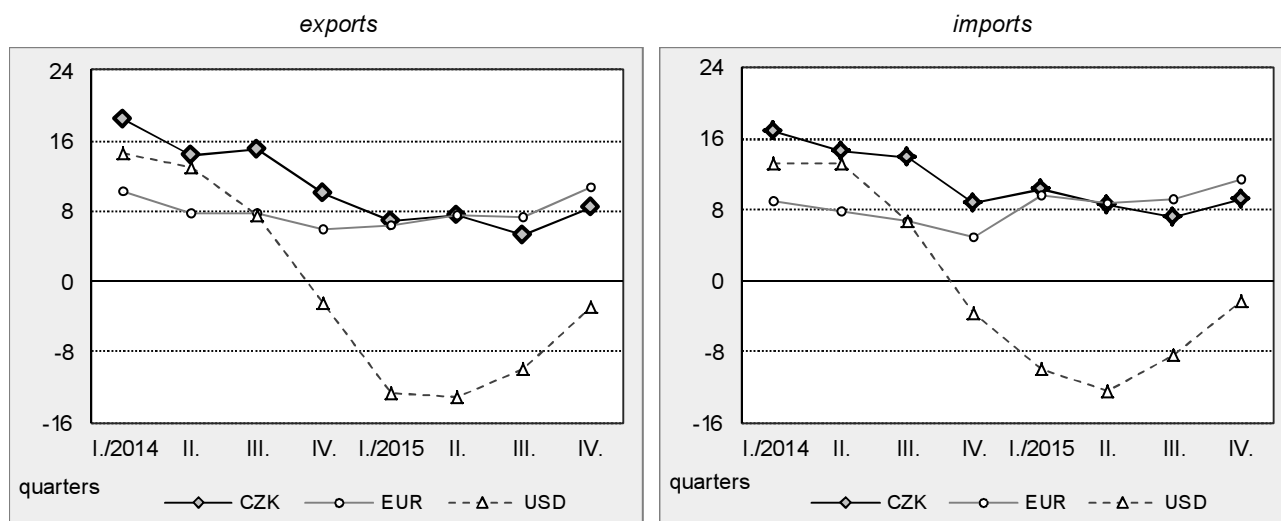 exports
24
16
8
0
-8
-16
I./2014 II. III. IV. I./2015 II. III. IV.
quarters
CZK EUR USD
imports
24
16
8
0
-8
-16
I./2014 II. III. IV. I./2015 II. III. IV.
quarters
CZK EUR USD